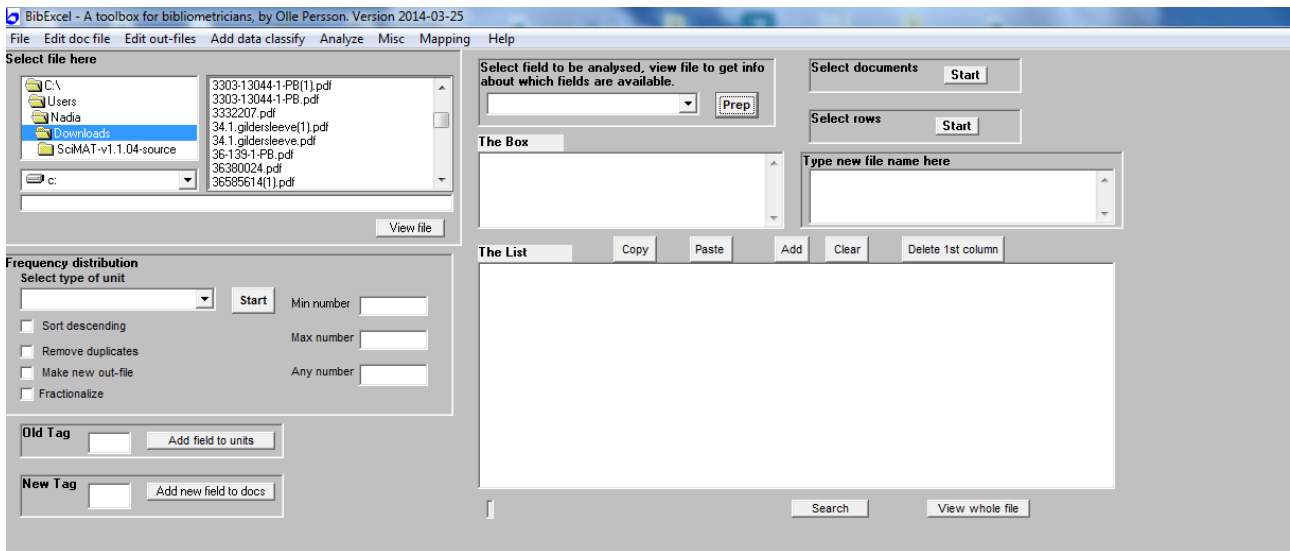 BibExcel - A toolbox for bibliometricians, by Olle Persson. Version 2014-03-25
File Edit doc file Edit out-files Add data classify Analyze Misc Mapping Help
Select file here
C:\
Users
Nadia
Downloads
SciMAT-v1.1.04-source
c:
3303-13044-1-PB(1).pdf
3303-13044-1-PB.pdf
3332207.pdf
34.1.gildersleeve(1).pdf
34.1.gildersleeve.pdf
36-139-1-PB.pdf
36380024.pdf
36585614(1).pdf
View file
Select field to be analysed, view file to get info
about which fields are available.
Prep
Select documents
Start
Select rows
Start
The Box
Type new file name here
Frequency distribution
Select type of unit
Start
Sort descending
Remove duplicates
Make new out-file
Fractionalize
Min number
Max number
Any number
The List
Copy
Paste
Add
Clear
Delete 1st column
Old Tag
Add field to units
New Tag
Add new field to docs
Search
View whole file